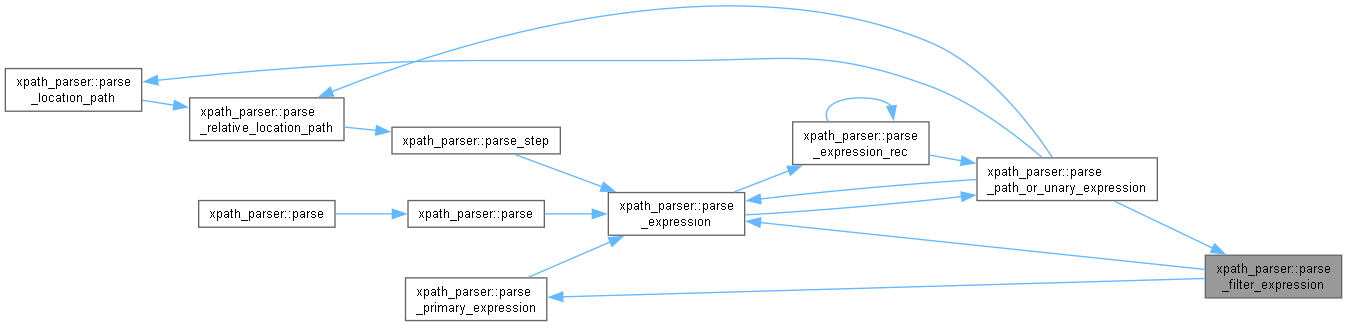 xpath_parser::parse
_location_path
xpath_parser::parse
_relative_location_path
xpath_parser::parse_step
xpath_parser::parse
_expression_rec
xpath_parser::parse
_path_or_unary_expression
xpath_parser::parse
xpath_parser::parse
xpath_parser::parse
_expression
xpath_parser::parse
_primary_expression
xpath_parser::parse
_filter_expression